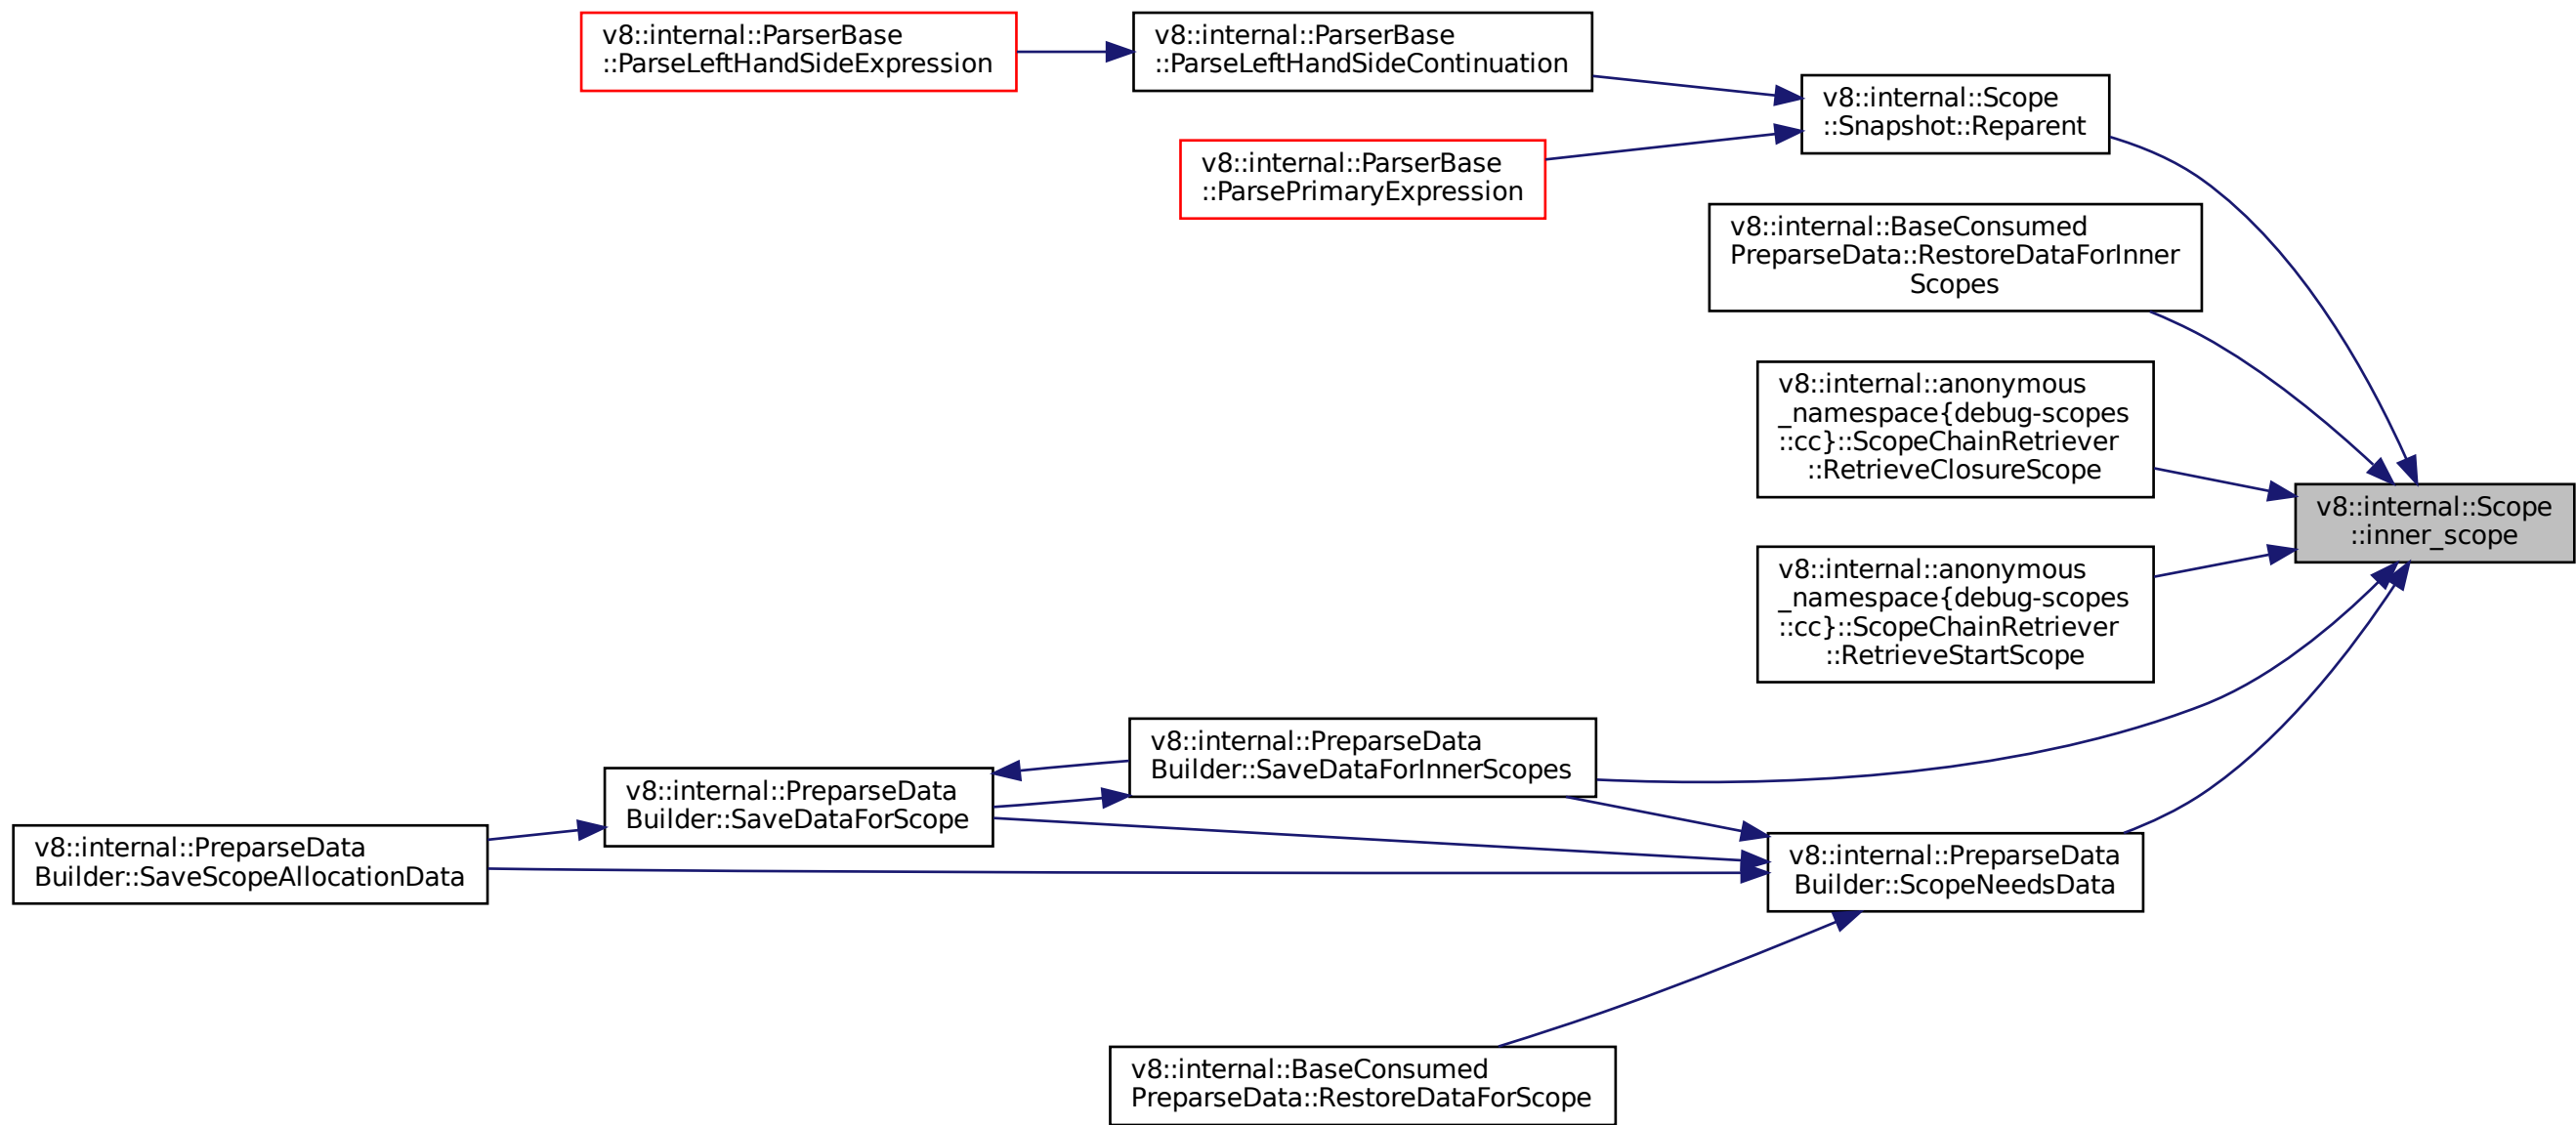 v8::internal::ParserBase
::ParseLeftHandSideExpression
v8::internal::ParserBase
::ParseLeftHandSideContinuation
v8::internal::Scope
::Snapshot::Reparent
v8::internal::ParserBase
::ParsePrimaryExpression
v8::internal::BaseConsumed
PreparseData::RestoreDataForInner
Scopes
v8::internal::anonymous
_namespace{debug-scopes
::cc}::ScopeChainRetriever
::RetrieveClosureScope
v8::internal::Scope
::inner_scope
v8::internal::anonymous
_namespace{debug-scopes
::cc}::ScopeChainRetriever
::RetrieveStartScope
v8::internal::PreparseData
Builder::SaveDataForInnerScopes
v8::internal::PreparseData
Builder::SaveDataForScope
v8::internal::PreparseData
Builder::SaveScopeAllocationData
v8::internal::PreparseData
Builder::ScopeNeedsData
v8::internal::BaseConsumed
PreparseData::RestoreDataForScope